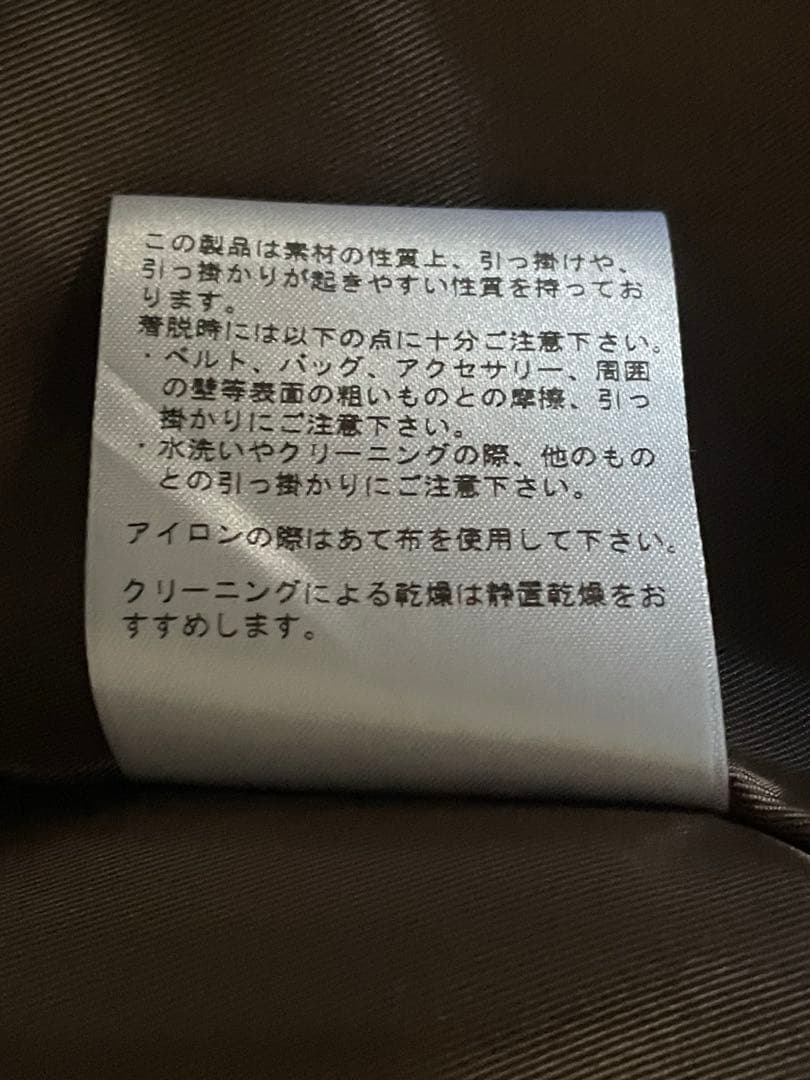 この製品は素材の性質上、引っ掛けや、
引っ掛かりが起きやすい性質を持ってお
ります。
着脱時には以下の点に十分ご注意下さい。
・ベルト、バッグ、アクセサリー、周囲
の壁等表面の粗いものとの摩擦、引っ
掛かりにご注意下さい。
・水洗いやクリーニングの際、他のもの
との引っ掛かりにご注意下さい。
アイロンの際はあて布を使用して下さい。
クリーニングによる乾燥は静置乾燥をお
すすめします。